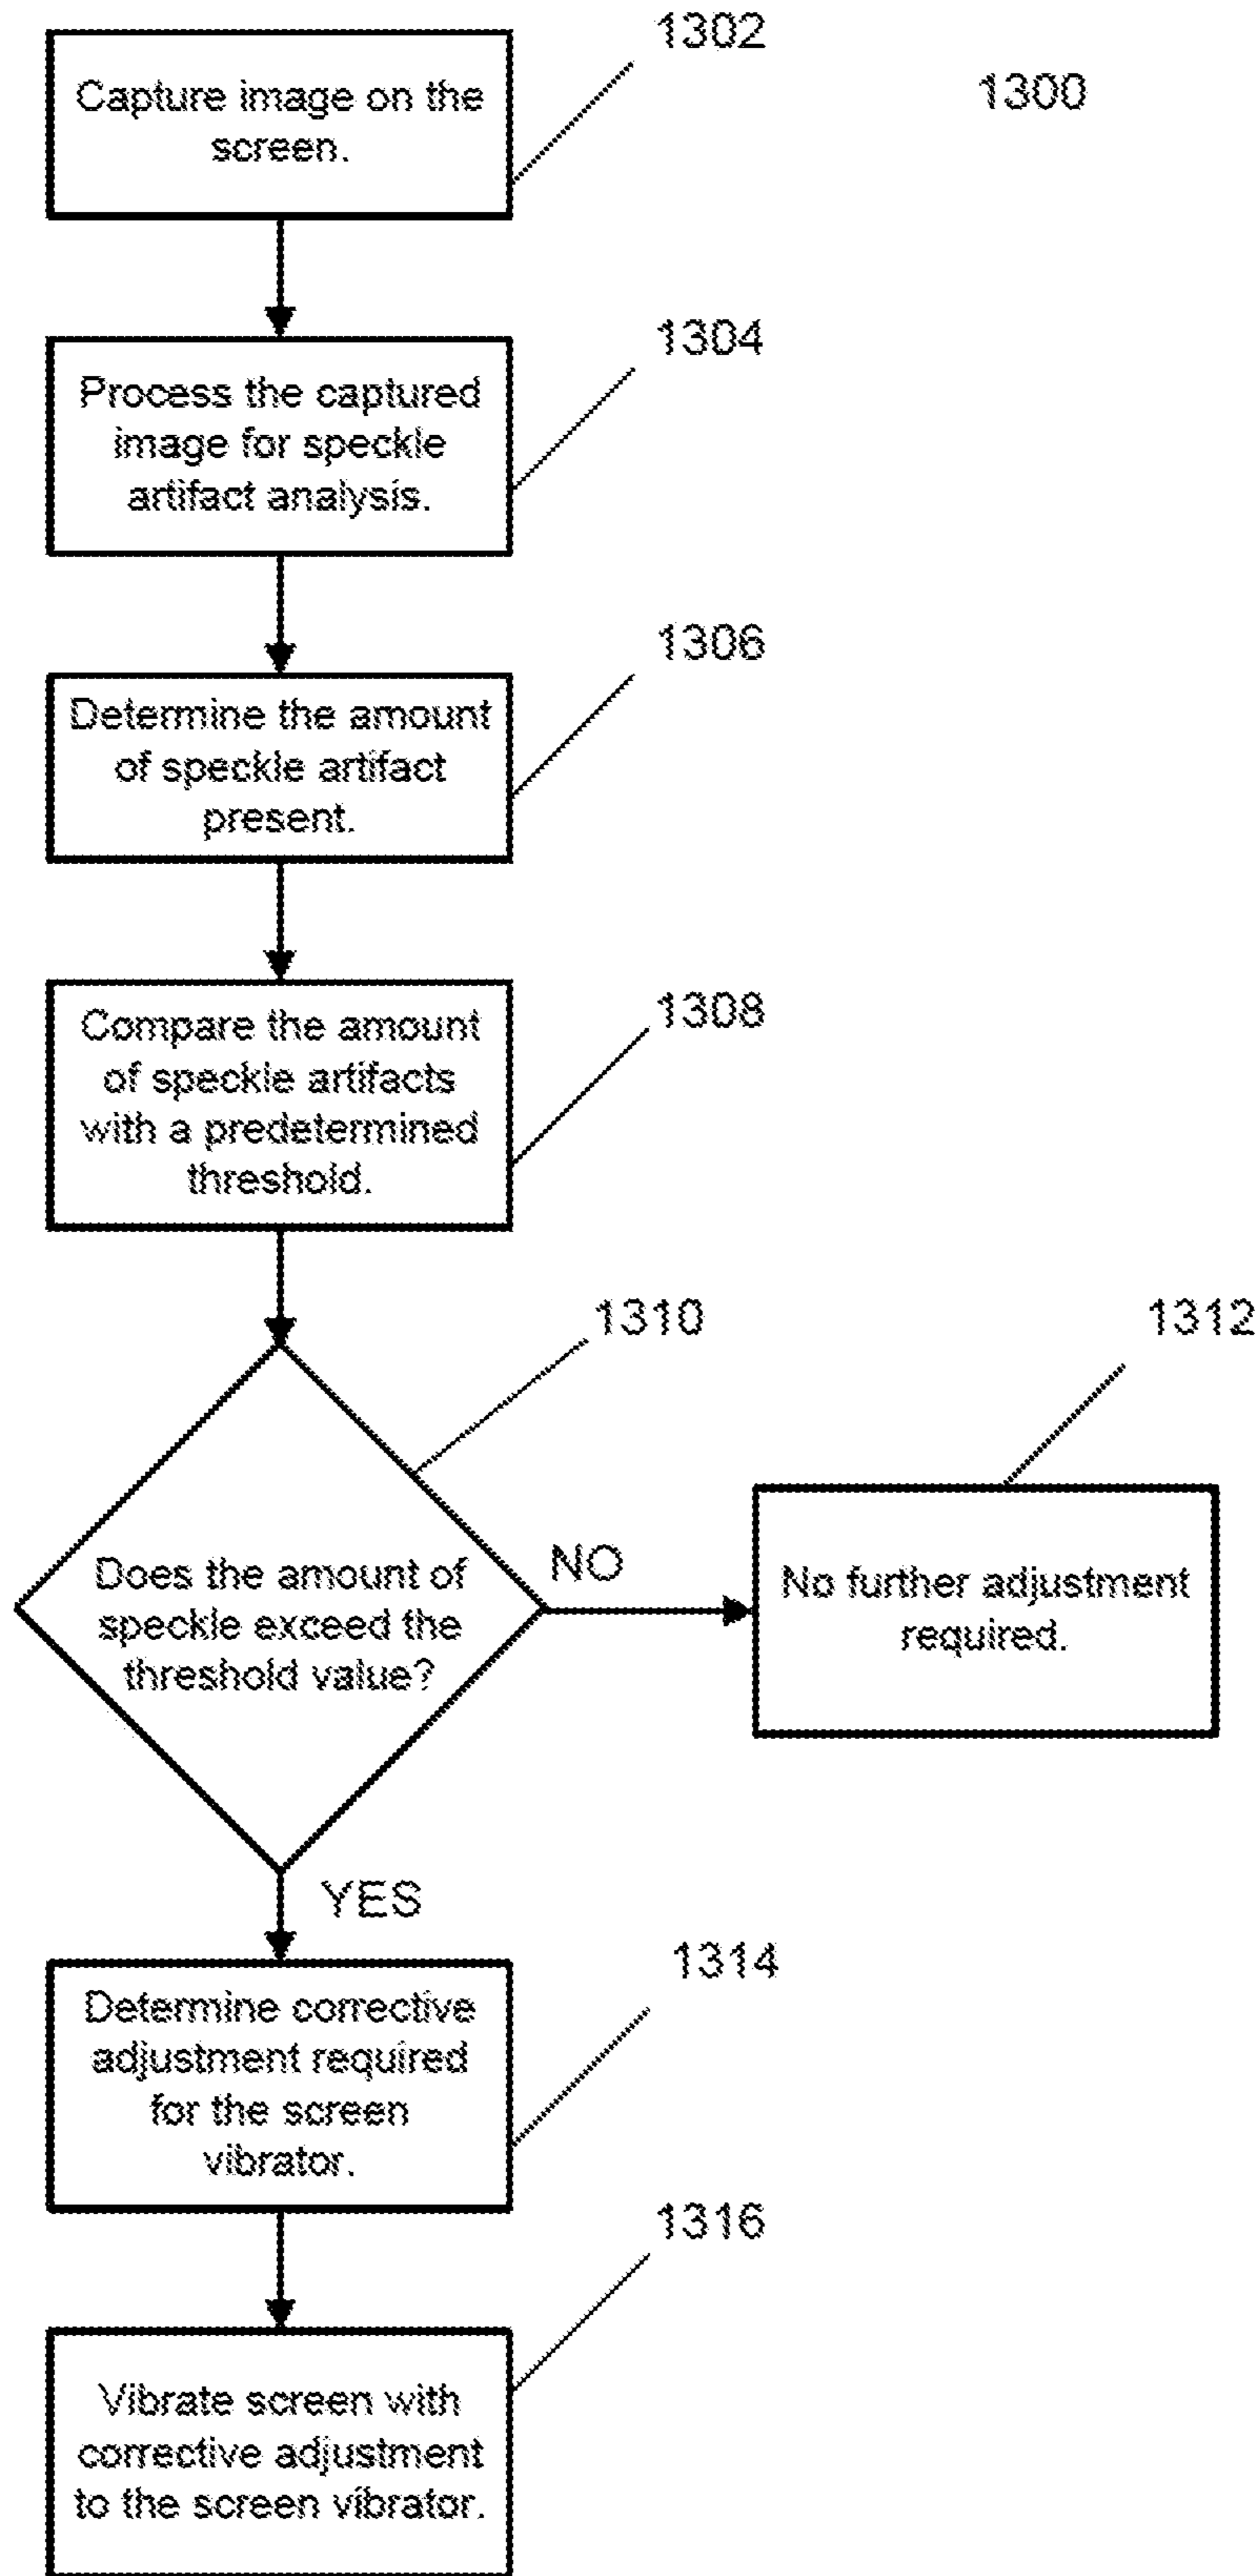 1302
1300
Capture image on the
screen.
1304
Process the captured
image for speckle
artifact analysis.
1306
Determine the amount
of speckle artifact
present.
1308
Compare the amount
of speckle artifacts
with a predetermined
threshold.
1310
1312
Does the amount of
speckle exceed the
threshold value?
NO
No further adjustment
required.
YES
1314
Determine corrective
adjustment required
for the screen
vibrator.
1316
Vibrate screen with
corrective adjustment
to the screen vibrator.